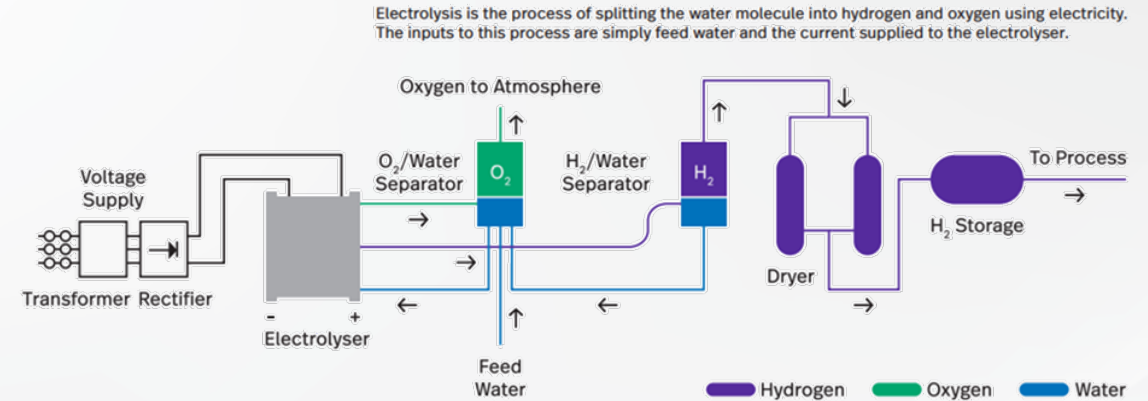 Electrolysis is the process of splitting the water molecule into hydrogen and oxygen using electricity.
The inputs to this process are simply feed water and the current supplied to the electrolyser.
Oxygen to Atmosphere
O₂/Water
Separator
O₂
H₂/Water
Separator
H₂
To Process
Voltage
Supply
H₂ Storage
Dryer
Transformer
Rectifier
- +
Electrolyser
Feed
Water
Hydrogen
Oxygen
Water